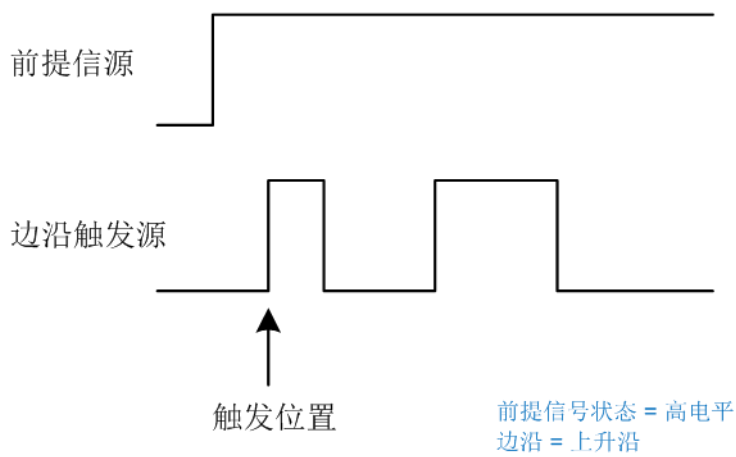 前提信源
边沿触发源
触发位置
前提信号状态 = 高电平
边沿 = 上升沿